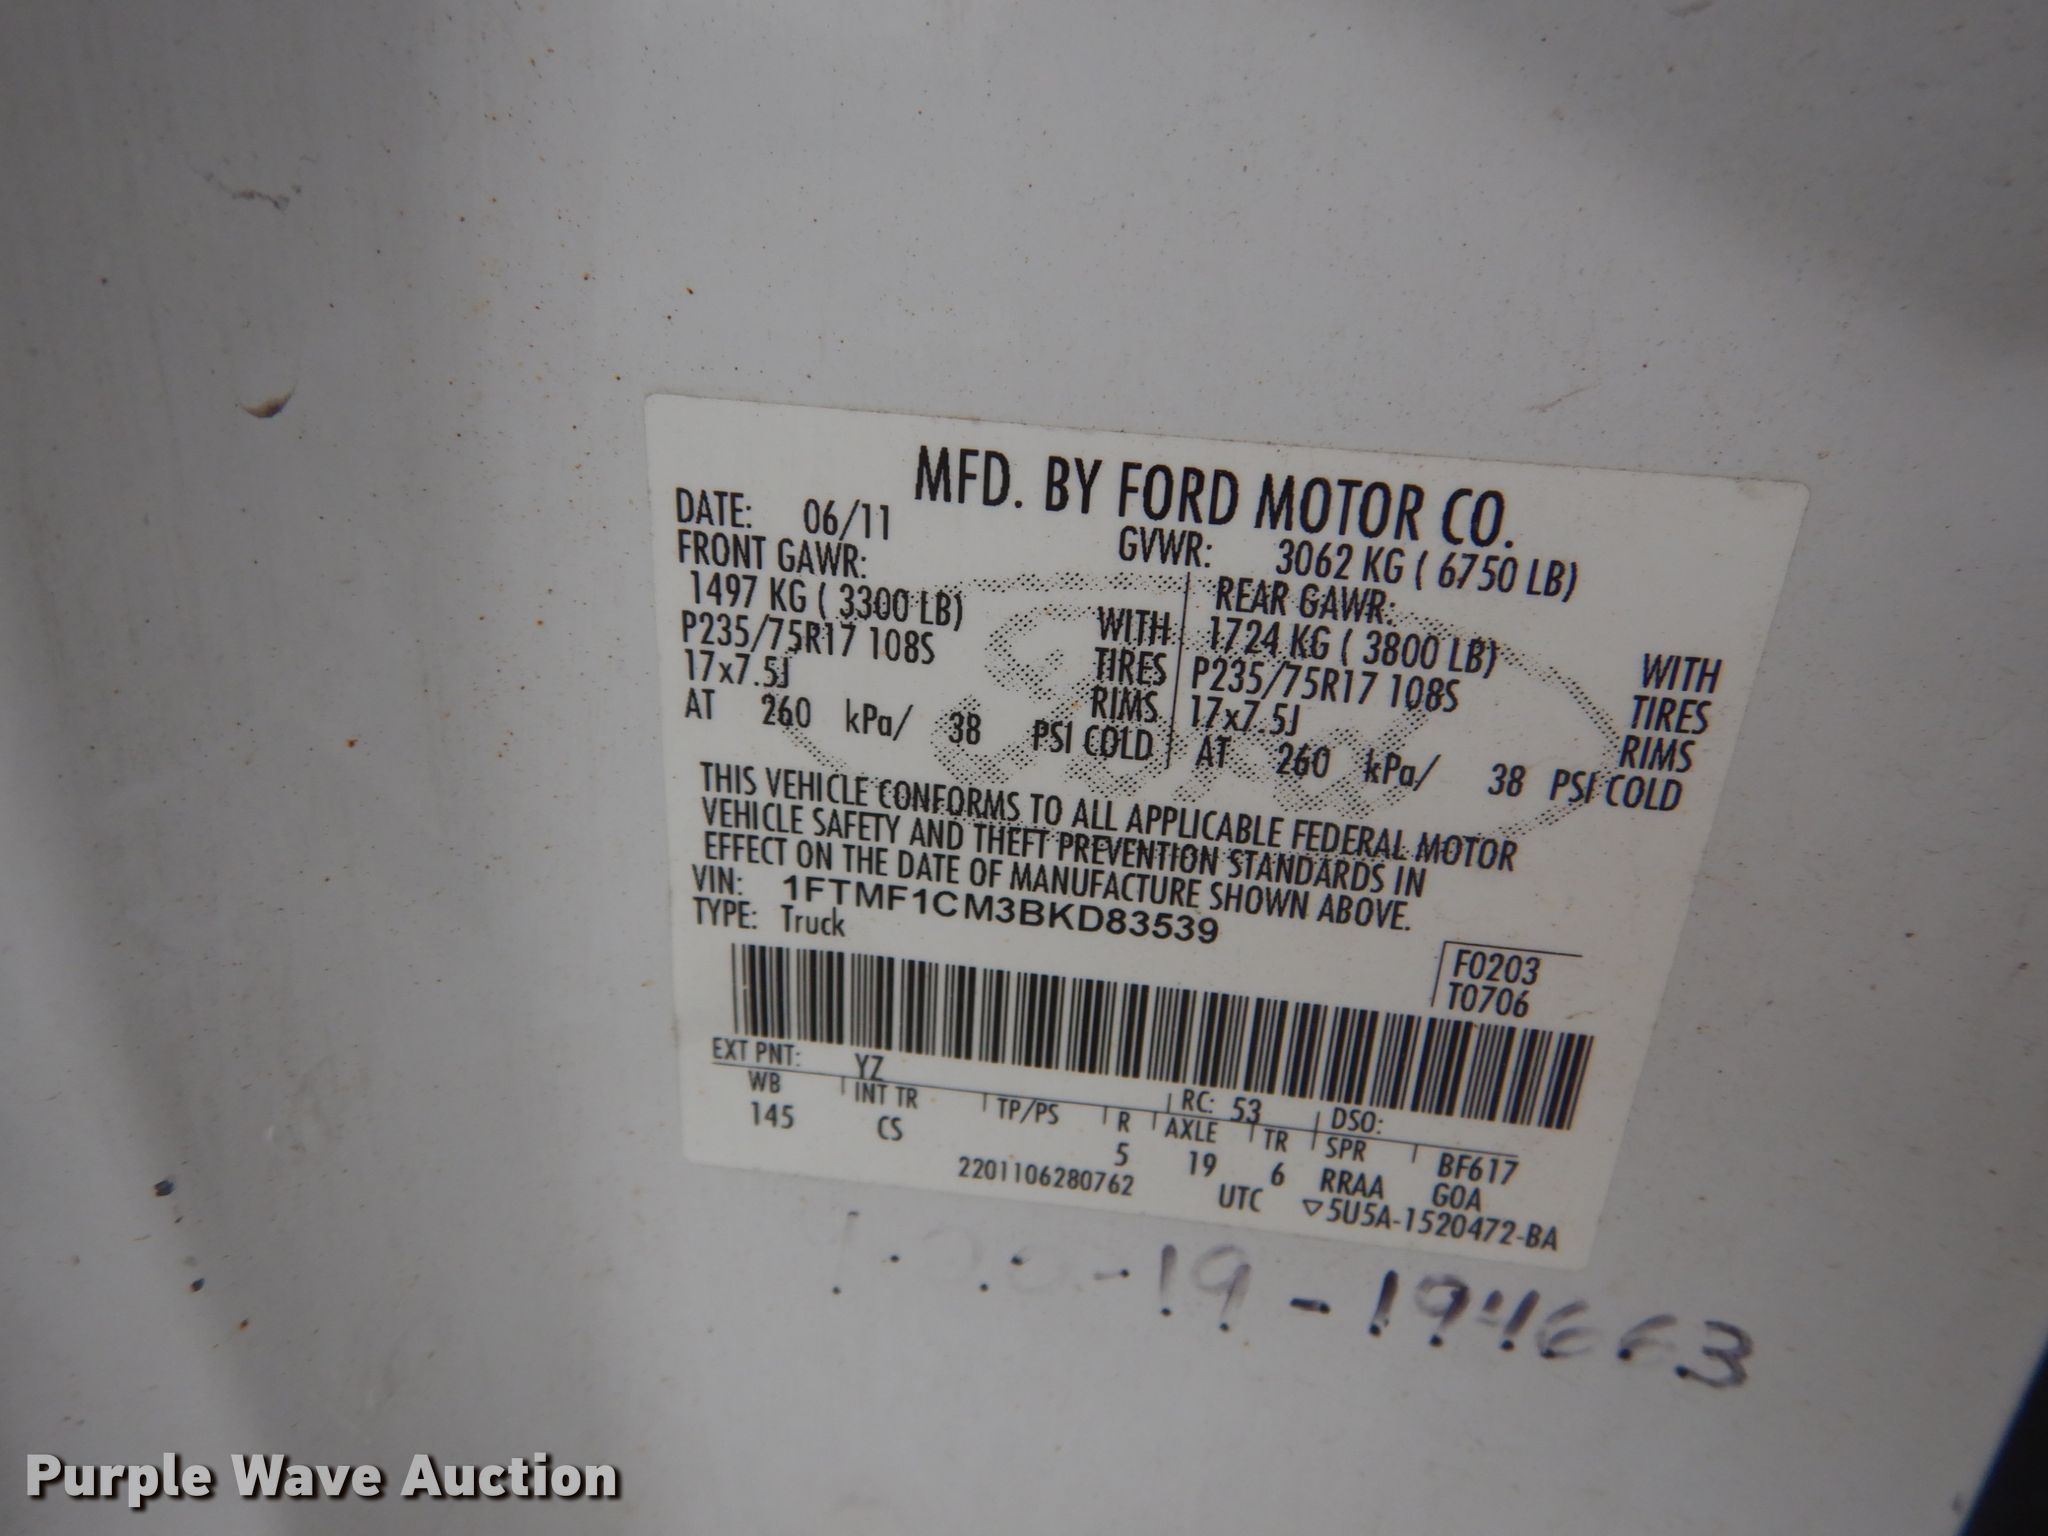 MFD. BY FORD MOTOR CO.
DATE: 06/11 GVWR: 3062 KG ( 6750 LB)
FRONT GAWR: REAR GAWR:
1497 KG ( 3300 LB) WITH 1724 KG ( 3800 LB) WITH
P235/75R17 108S TIRES P235/75R17 108S TIRES
17x7.5J RIMS 17x7.5J RIMS
AT 260 kPa/ 38 PSI COLD AT 260 kPa/ 38 PSI COLD
THIS VEHICLE CONFORMS TO ALL APPLICABLE FEDERAL MOTOR
VEHICLE SAFETY AND THEFT PREVENTION STANDARDS IN
EFFECT ON THE DATE OF MANUFACTURE SHOWN ABOVE.
VIN: 1FTMF1CM3BKD83539
TYPE: Truck
F0203
T0706
EXT PNT: YZ RC: 53 DSO:
WB INT TR TP/PS R AXLE TR SPR BF617
145 CS 5 19 6 RRAA GOA
2201106280762 UTC ▽5U5A-1520472-BA
-19-194663
Purple Wave Auction